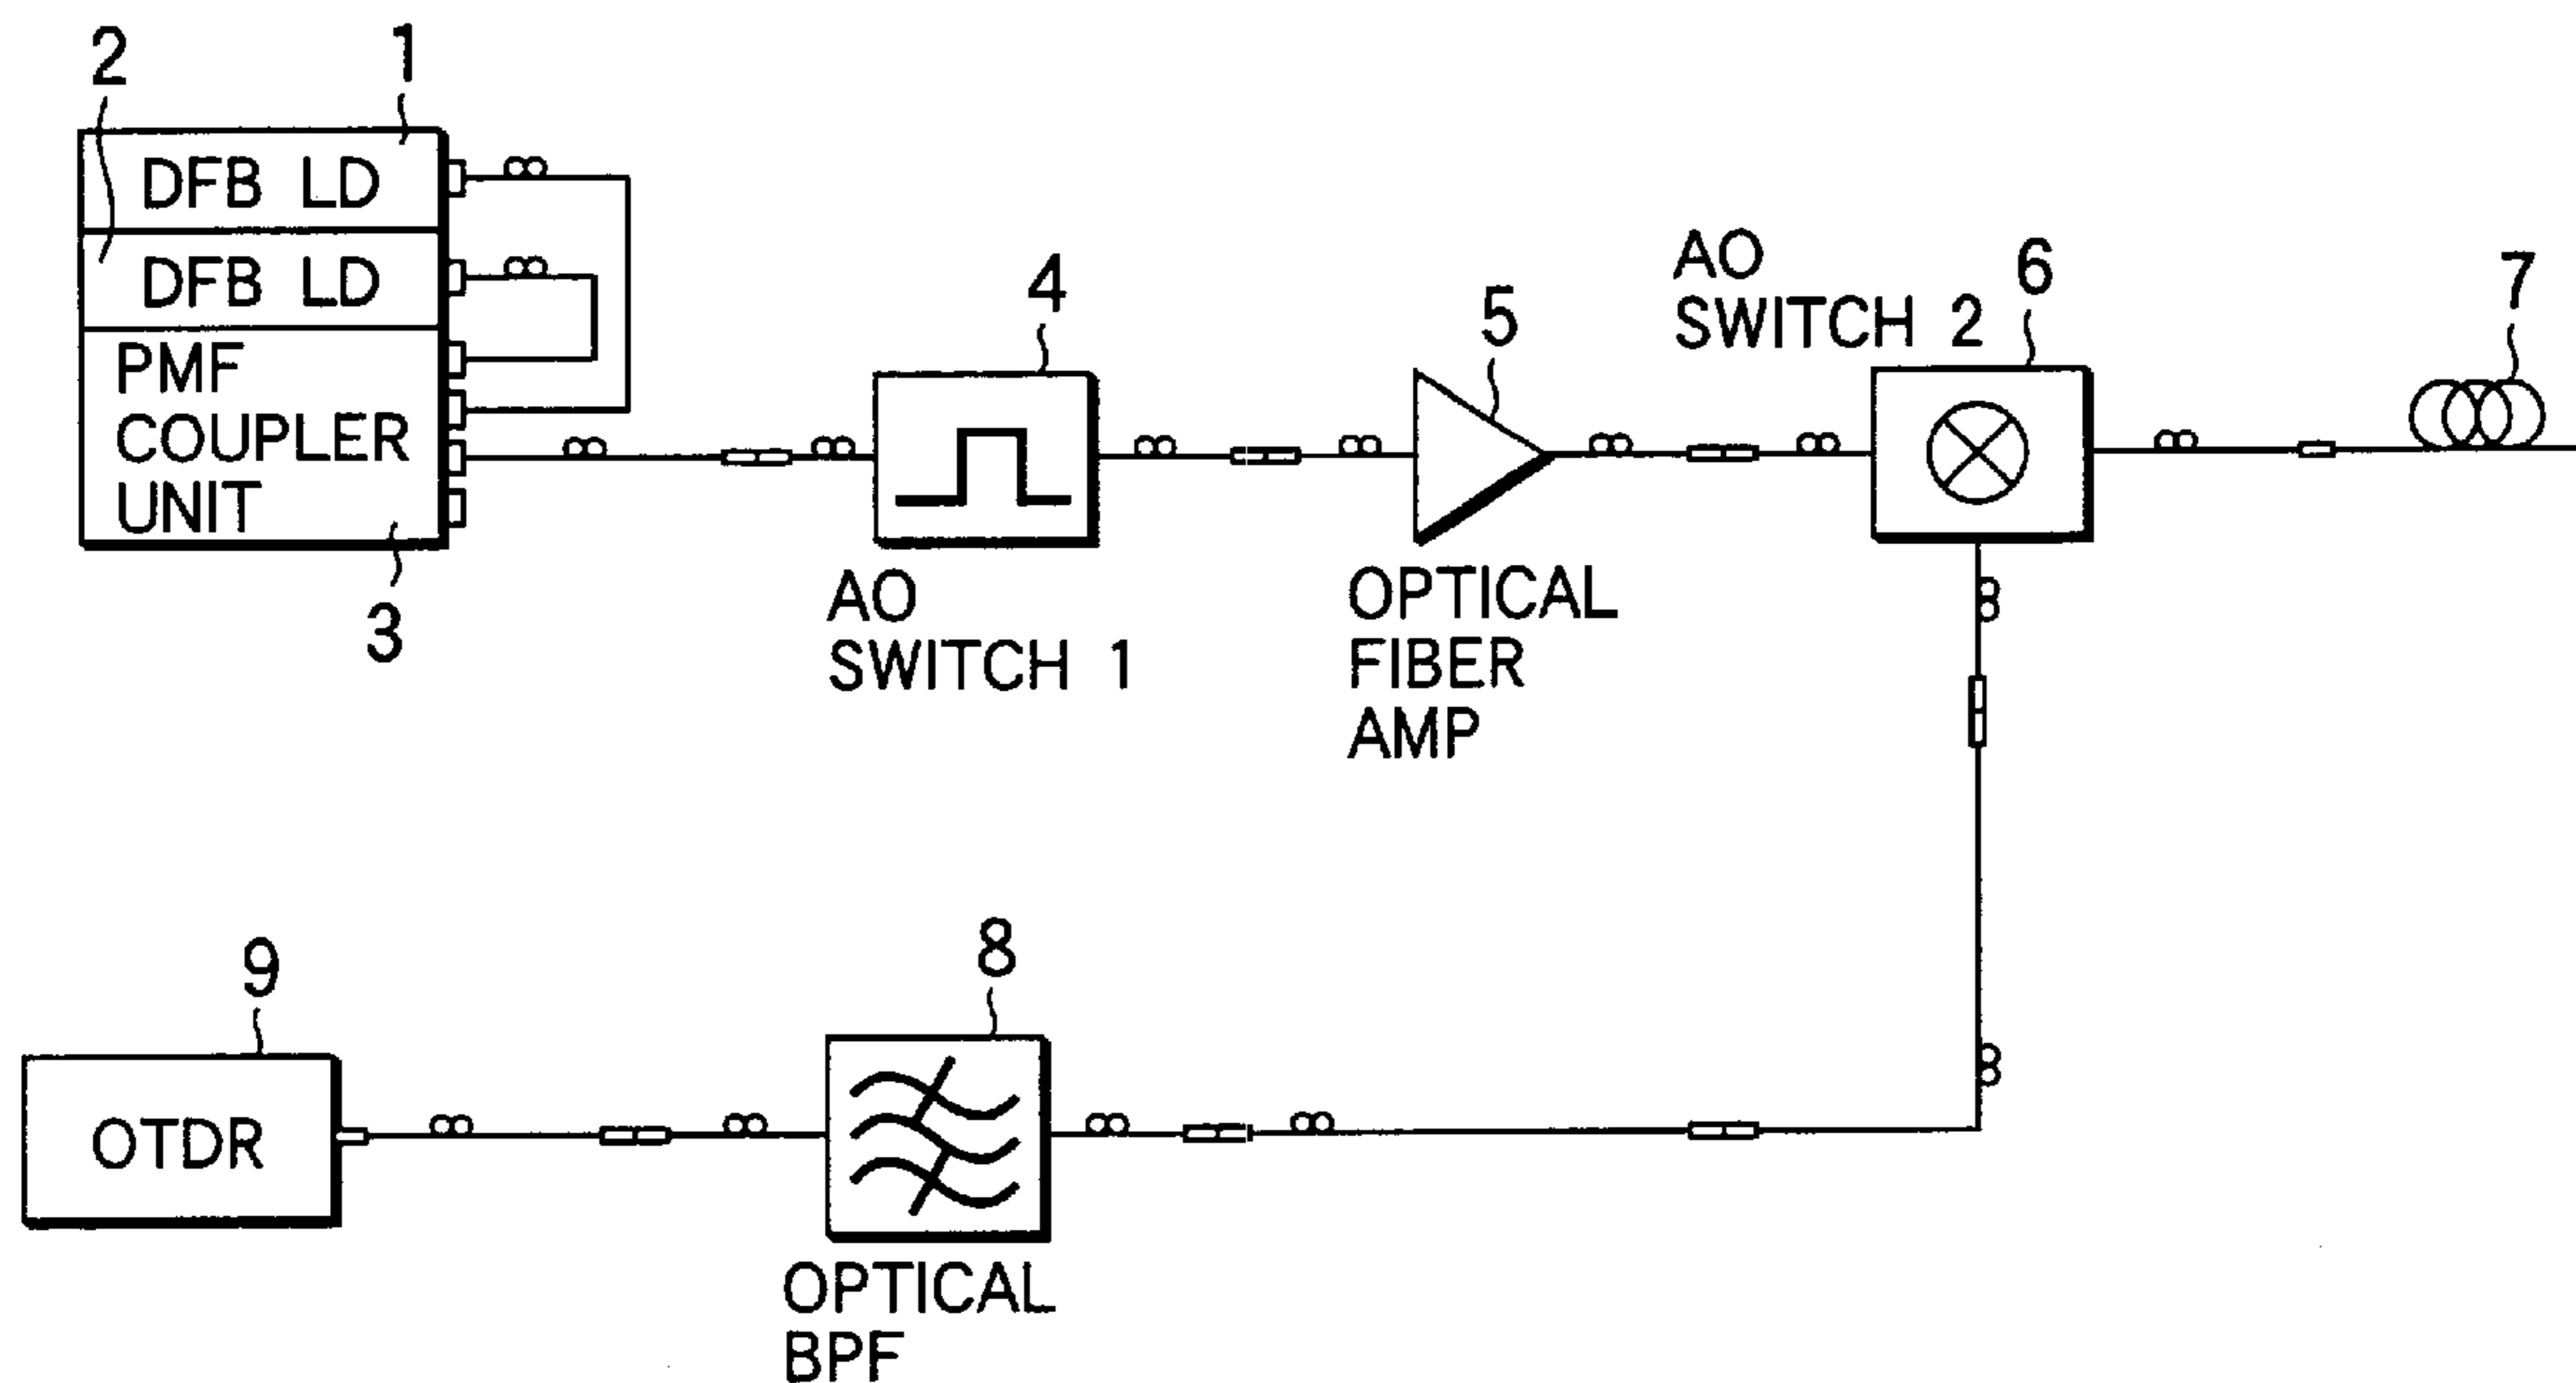 2
1
DFB LD
DFB LD
PMF
COUPLER
UNIT
3
4
AO
SWITCH 1
5
OPTICAL
FIBER
AMP
AO
SWITCH 2
6
7
9
OTDR
8
OPTICAL
BPF